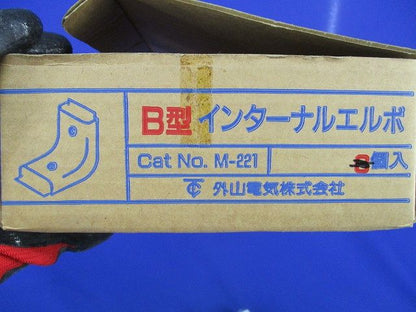 B型 インターナルエルボ
Cat No. M-221
個入
外山電気株式会社